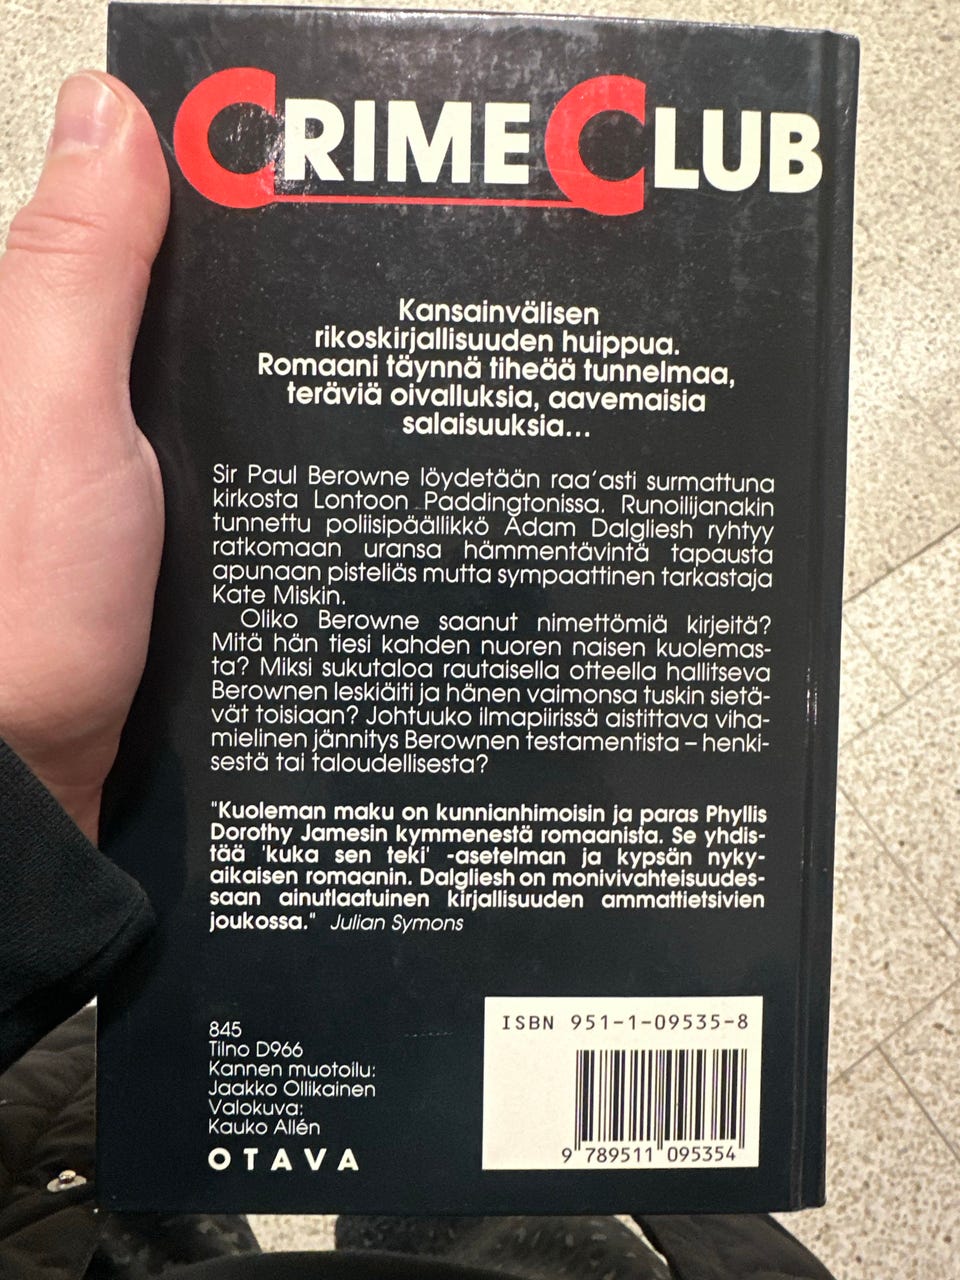 CRIME CLUB
Kansainvälisen
rikoskirjallisuuden huippua.
Romaani täynnä tiheää tunnelmaa,
teräviä oivalluksia, aavemaisia
salaisuuksia...
Sir Paul Berowne löydetään raa'asti surmattuna
kirkosta Lontoon Paddingtonissa. Runoilijanakin
tunnettu poliisipäällikkö Adam Dalgliesh ryhtyy
ratkomaan uransa hämmentävintä tapausta
apunaan pisteliäs mutta sympaattinen tarkastaja
Kate Miskin.
Oliko Berowne saanut nimettömiä kirjeitä?
Mitä hän tiesi kahden nuoren naisen kuolemas-
ta? Miksi sukutaloa rautaisella otteella hallitseva
Berownen leskiäiti ja hänen vaimonsa tuskin sietä-
vät toisiaan? Johtuuko ilmapiirissä aistittava viha-
mielinen jännitys Berownen testamentista – henki-
sestä tai taloudellisesta?
"Kuoleman maku on kunnianhimoisin ja paras Phyllis
Dorothy Jamesin kymmenestä romaanista. Se yhdis-
tää 'kuka sen teki' -asetelman ja kypsän nyky-
aikaisen romaanin. Dalgliesh on monivivahteisuudes-
saan ainutlaatuinen kirjallisuuden ammattietsivien
joukossa." Julian Symons
845
Tilno D966
Kannen muotoilu:
Jaakko Ollikainen
Valokuva:
Kauko Allén
OTAVA
ISBN 951-1-09535-8
9 789511 095354